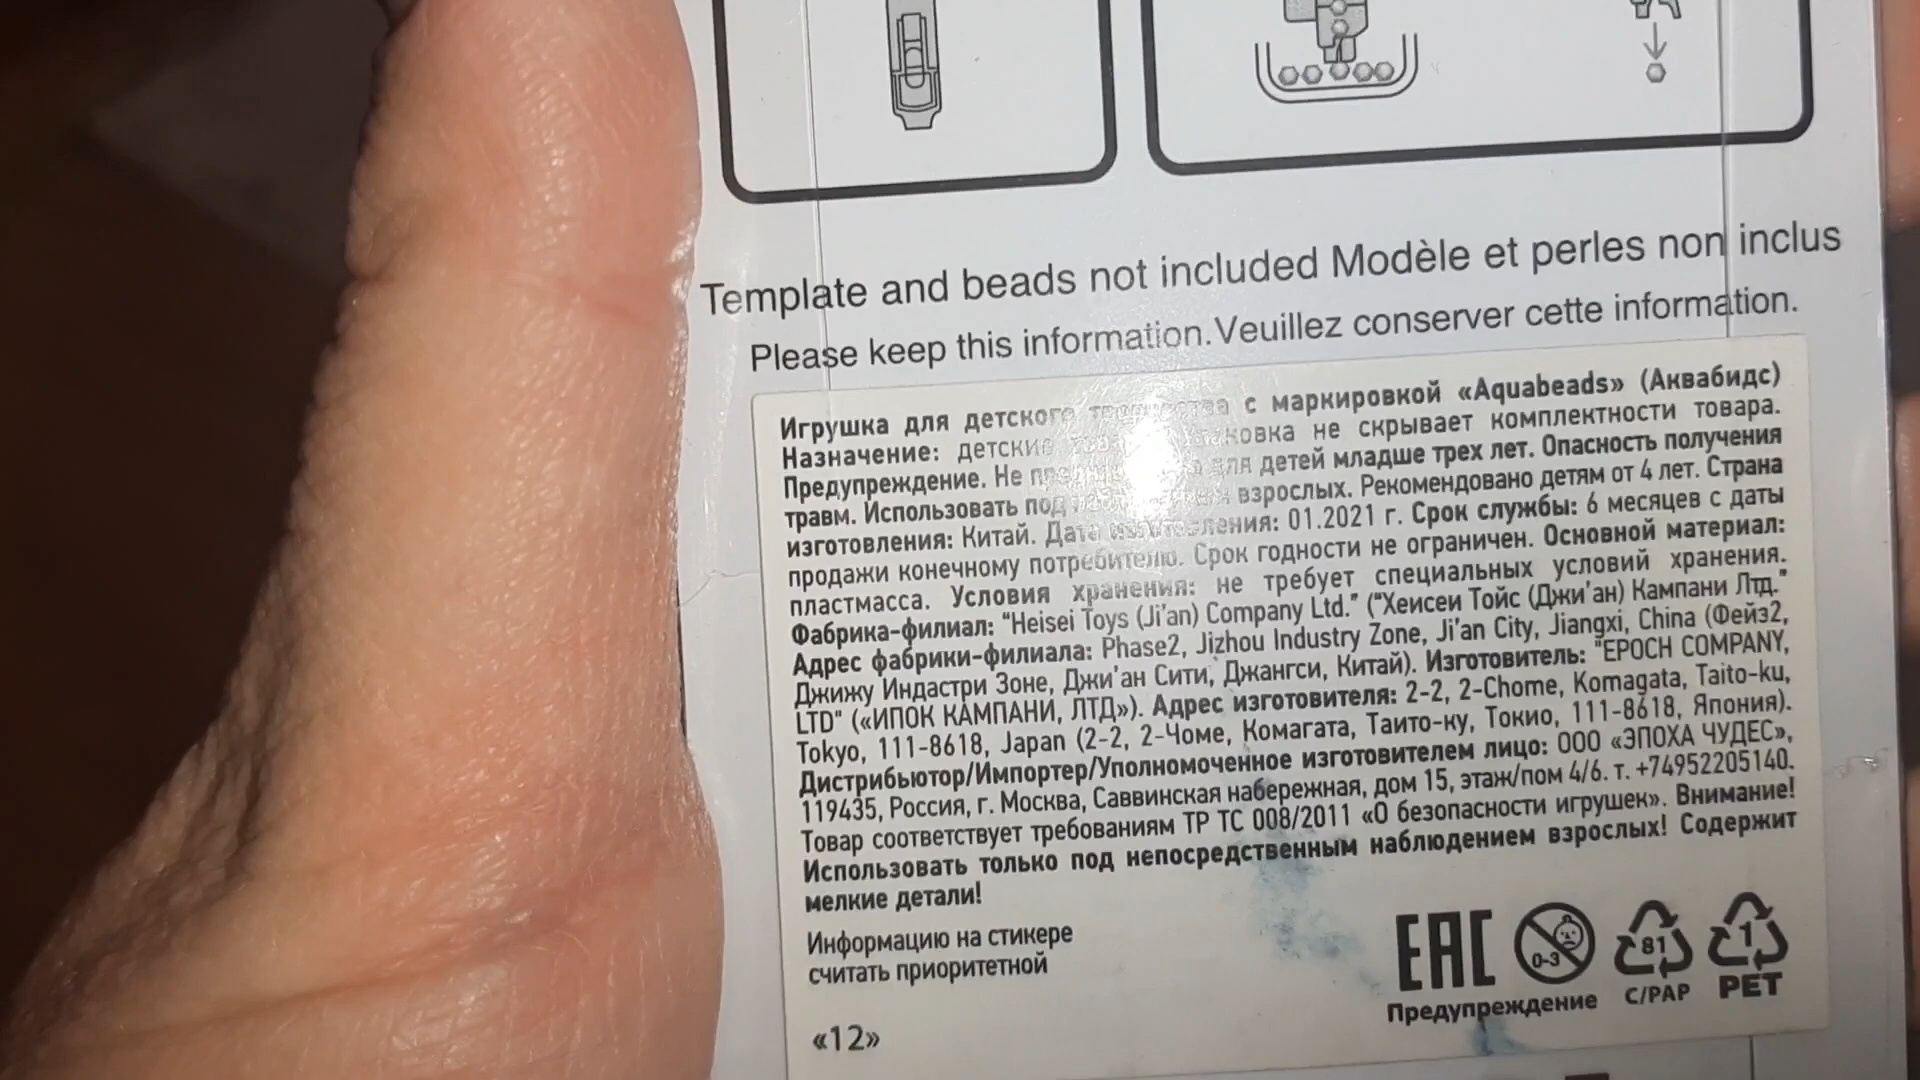 Template and beads not included Modèle et perles non inclus
Please keep this information. Veuillez conserver cette information.
Игрушка для детского творчества с маркировкой «Aquabeads» (Аквабидс)
Назначение: детские Упаковка не скрывает комплектности товара.
Предупреждение. Не для детей младше трех лет. Опасность получения
травм. Использовать под взрослых. Рекомендовано детям от 4 лет. Страна
изготовления: Китай. Дата изготовления: 01.2021 г. Срок службы: 6 месяцев с даты
продажи конечному потребителю. Срок годности не ограничен. Основной материал:
пластмасса. Условия хранения: не требует специальных условий хранения.
Фабрика-филиал: "Heisei Toys (Ji'an) Company Ltd." ("Хеисеи Тойс (Джи'ан) Кампани Лтд."
Адрес фабрики-филиала: Phase2, Jizhou Industry Zone, Ji'an City, Jiangxi, China (Фейз2,
Джижу Индастри Зоне, Джи'ан Сити, Джангси, Китай). Изготовитель: "EPOCH COMPANY,
LTD" («ИПОК КАМПАНИ, ЛТД»). Адрес изготовителя: 2-2, 2-Chome, Komagata, Taito-ku,
Tokyo, 111-8618, Japan (2-2, 2-Чоме, Комагата, Таито-ку, Токио, 111-8618, Япония).
Дистрибьютор/Импортер/Уполномоченное изготовителем лицо: ООО «ЭПОХА ЧУДЕС»,
119435, Россия, г. Москва, Саввинская набережная, дом 15, этаж/пом 4/6. т. +74952205140.
Товар соответствует требованиям ТР ТС 008/2011 «О безопасности игрушек». Внимание!
Использовать только под непосредственным наблюдением взрослых! Содержит
мелкие детали!
Информацию на стикере
считать приоритетной
EAC 0-3 81 1
Предупреждение C/PAP PET
«12»